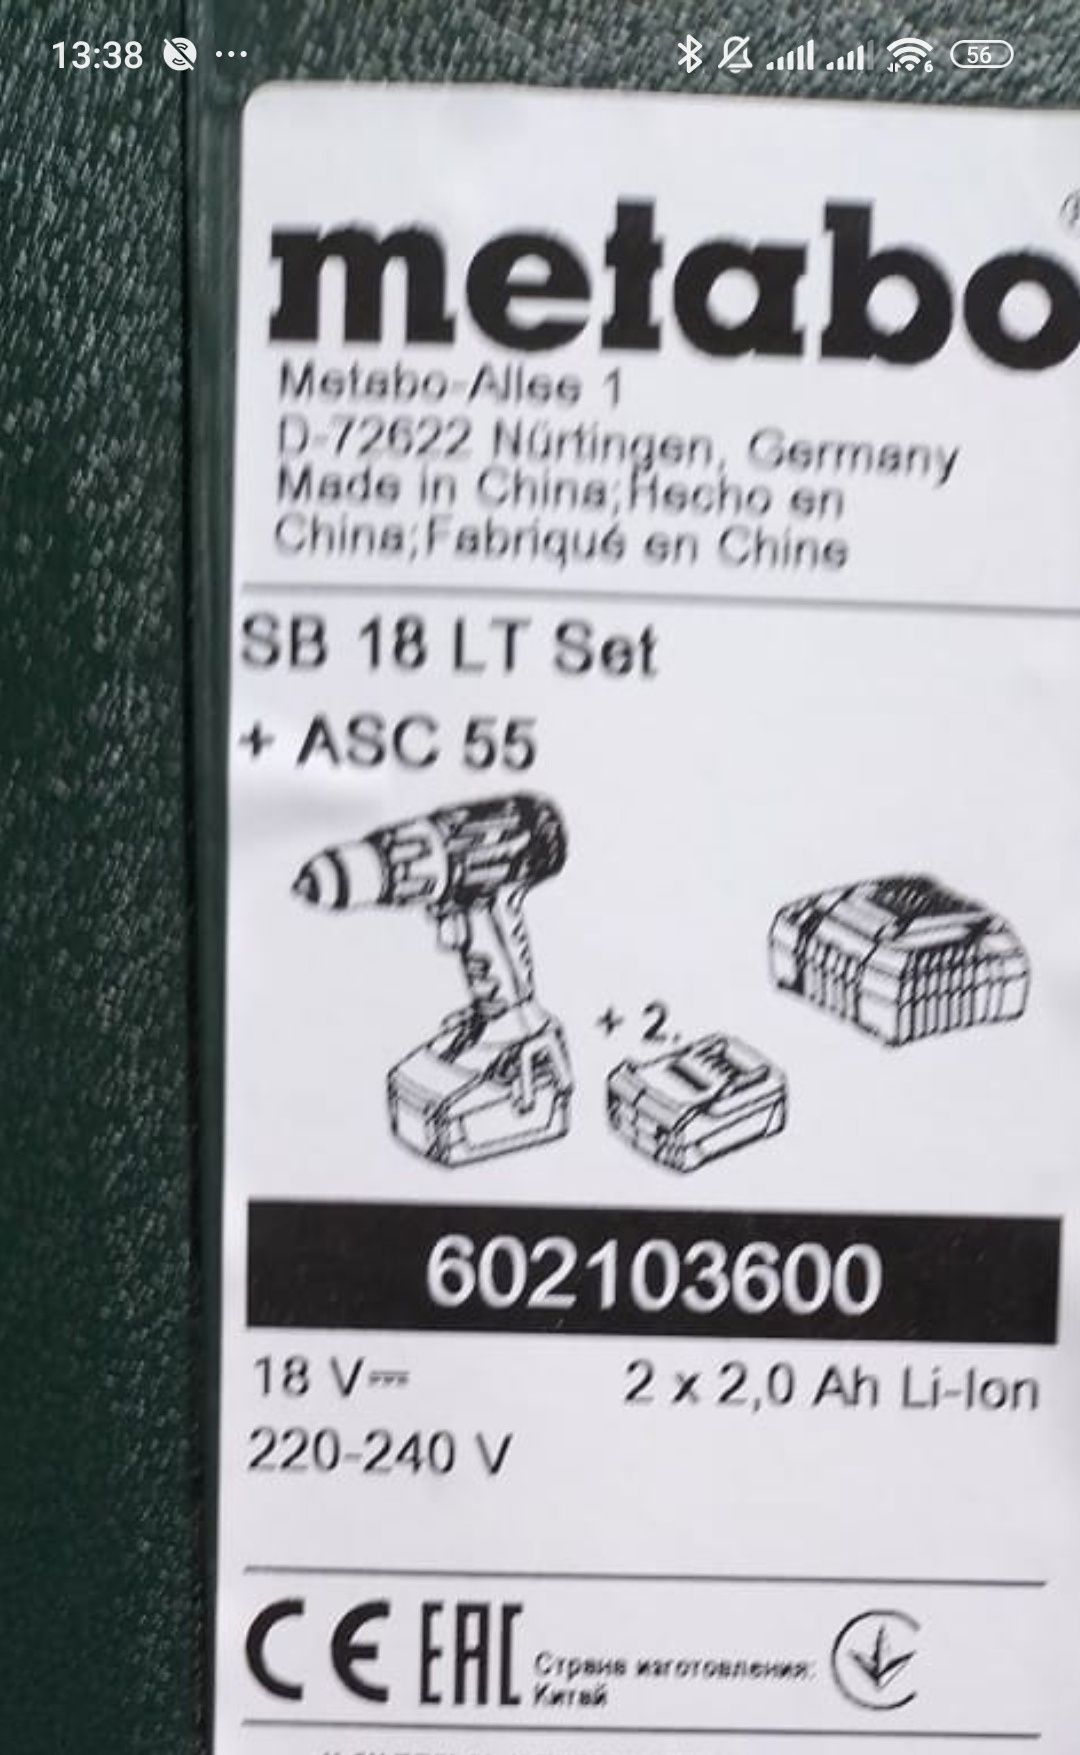 13:38 ...
6 56
metabo®
Metabo-Allee 1
D-72622 Nürtingen, Germany
Made in China;Hecho en
China;Fabriqué en Chine
SB 18 LT Set
+ ASC 55
+ 2.
602103600
18 V 2 x 2,0 Ah Li-Ion
220-240 V
CE EAC Страна изготовления:
Китай